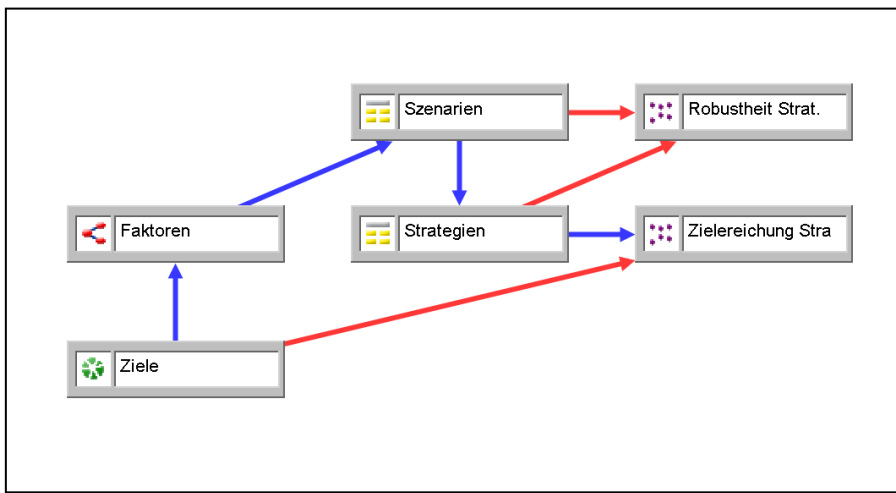 Szenarien
Robustheit Strat.
Faktoren
Strategien
Zielereichung Stra
Ziele